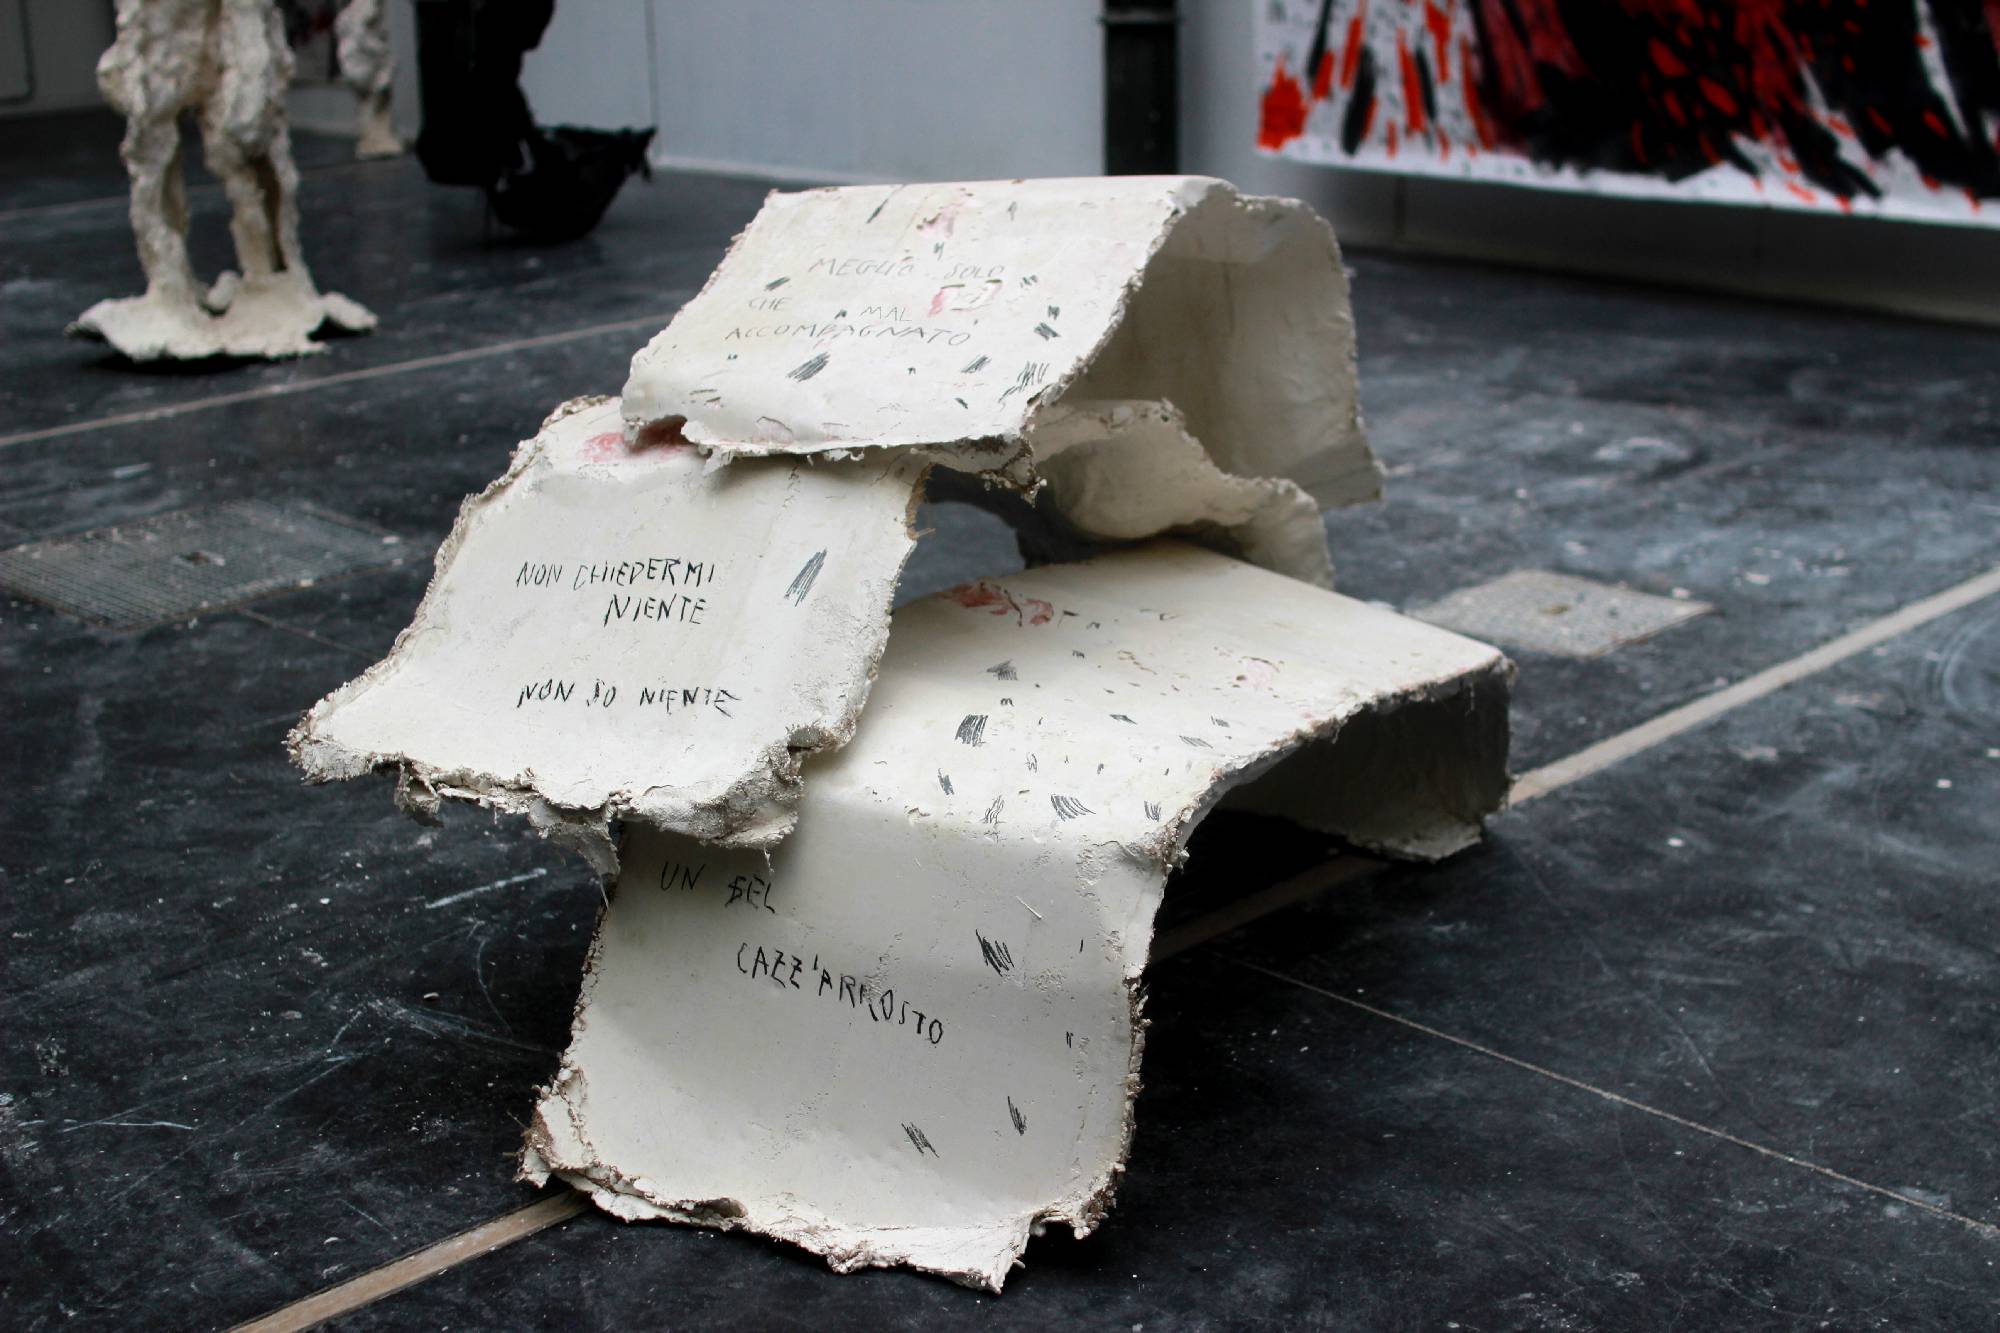 MEGLIO SOLO
CHE MAL
ACCOMPAGNATO
NON CHIEDERMI
NIENTE
NON SO NIENTE
UN BEL
CAZZ'ARROSTO